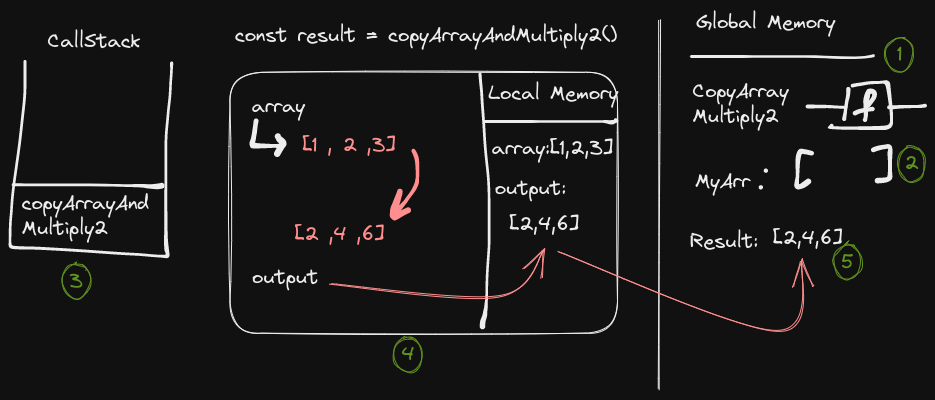 CallStack
copyArrayAnd
Multiply2
3
const result = copyArrayAndMultiply2()
array
[1 , 2 ,3]
[2 ,4 ,6]
output
4
Local Memory
array:[1,2,3]
output:
[2,4,6]
Global Memory
1
CopyArray
Multiply2
f
MyArr : [ ]
2
Result: [2,4,6]
5